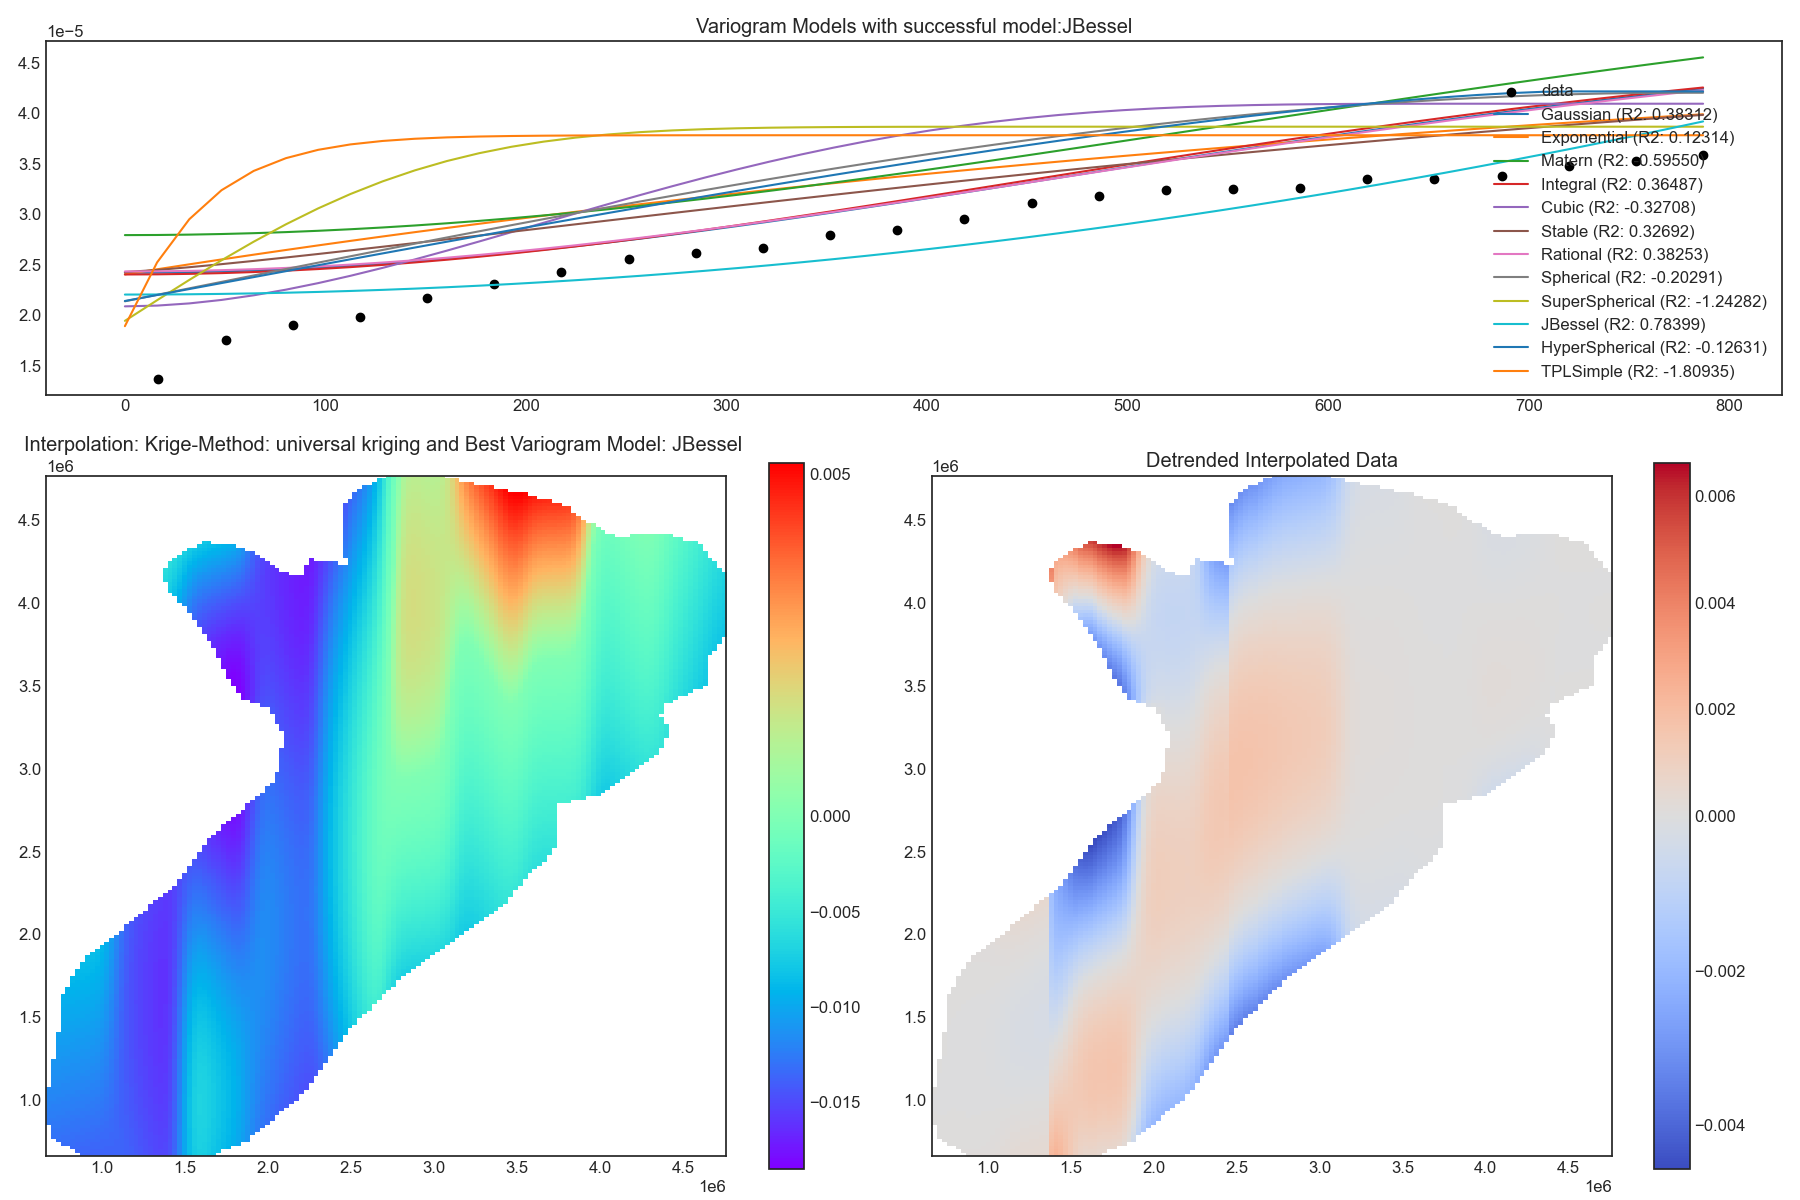 Variogram Models with successful model:JBessel
1e−5
4.5
4.0
3.5
3.0
2.5
2.0
1.5
0 100 200 300 400 500 600 700 800
data
Gaussian (R2: 0.38312)
Exponential (R2: 0.12314)
Matern (R2: -0.59550)
Integral (R2: 0.36487)
Cubic (R2: -0.32708)
Stable (R2: 0.32692)
Rational (R2: 0.38253)
Spherical (R2: -0.20291)
SuperSpherical (R2: -1.24282)
JBessel (R2: 0.78399)
HyperSpherical (R2: -0.12631)
TPLSimple (R2: -1.80935)
Interpolation: Krige-Method: universal kriging and Best Variogram Model: JBessel
1e6
4.5
4.0
3.5
3.0
2.5
2.0
1.5
1.0
1.0 1.5 2.0 2.5 3.0 3.5 4.0 4.5
1e6
0.005
0.000
−0.005
−0.010
−0.015
Detrended Interpolated Data
1e6
4.5
4.0
3.5
3.0
2.5
2.0
1.5
1.0
1.0 1.5 2.0 2.5 3.0 3.5 4.0 4.5
1e6
0.006
0.004
0.002
0.000
−0.002
−0.004